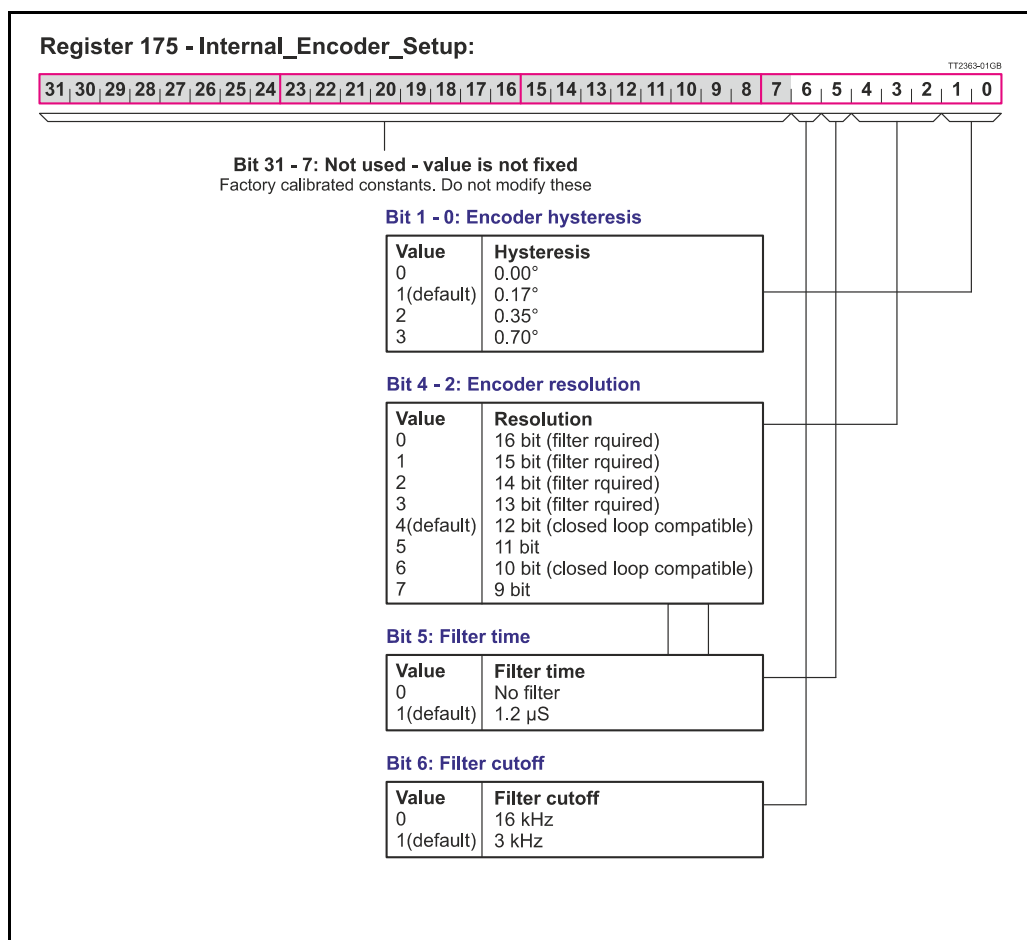 Register 175 - Internal_Encoder_Setup:
TT2363-01GB
31 30 29 28 27 26 25 24 23 22 21 20 19 18 17 16 15 14 13 12 11 10 9 8 7 6 5 4 3 2 1 0
Bit 31 - 7: Not used - value is not fixed
Factory calibrated constants. Do not modify these
Bit 1 - 0: Encoder hysteresis
Value Hysteresis
0 0.00°
1(default) 0.17°
2 0.35°
3 0.70°
Bit 4 - 2: Encoder resolution
Value Resolution
0 16 bit (filter rquired)
1 15 bit (filter rquired)
2 14 bit (filter rquired)
3 13 bit (filter rquired)
4(default) 12 bit (closed loop compatible)
5 11 bit
6 10 bit (closed loop compatible)
7 9 bit
Bit 5: Filter time
Value Filter time
0 No filter
1(default) 1.2 µS
Bit 6: Filter cutoff
Value Filter cutoff
0 16 kHz
1(default) 3 kHz